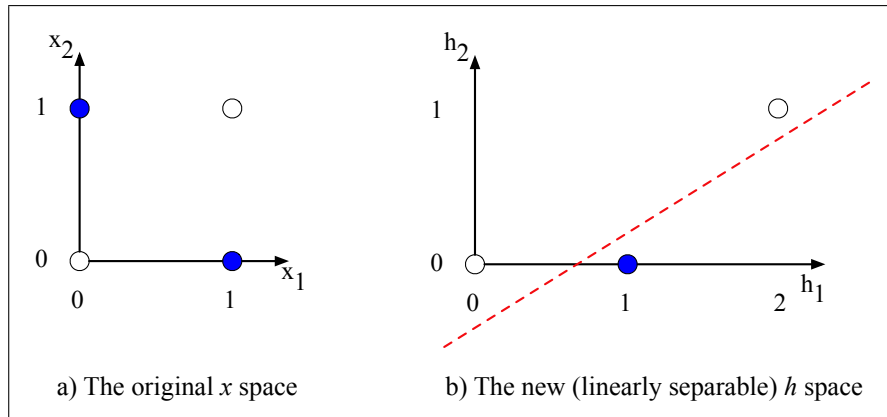 x2
1
0
x1
0
1
a) The original x space
h2
1
0
h1
0
1
2
b) The new (linearly separable) h space